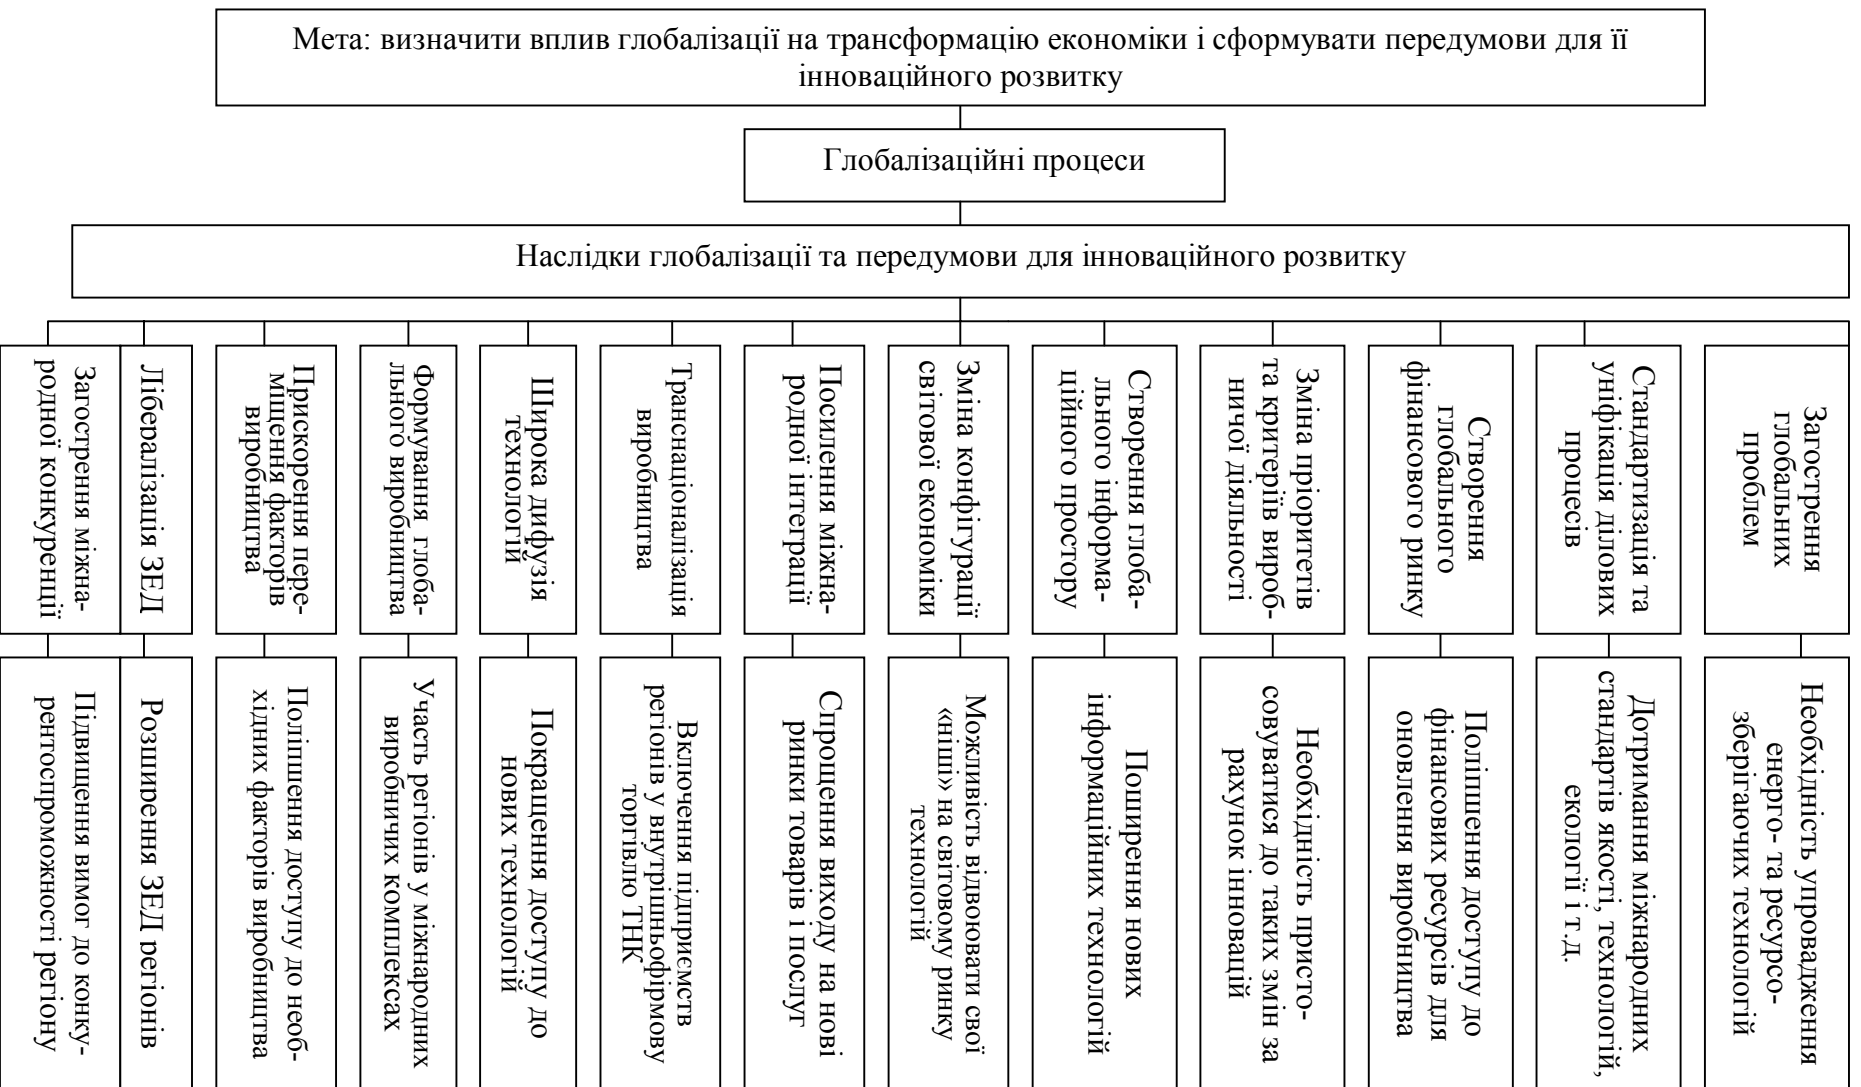 Мета: визначити вплив глобалізації на трансформацію економіки і сформувати передумови для її
інноваційного розвитку
Глобалізаційні процеси
Наслідки глобалізації та передумови для інноваційного розвитку
Загострення міжна-
родної конкуренції
Лібералізація ЗЕД
Прискорення пере-
міщення факторів
виробництва
Формування глоба-
льного виробництва
Широка дифузія
технологій
Транснаціоналізація
виробництва
Посилення міжна-
родної інтеграції
Зміна конфігурації
світової економіки
Створення глоба-
льного інформа-
ційного простору
Зміна пріоритетів
та критеріїв вироб-
ничої діяльності
Створення
глобального
фінансового ринку
Стандартизація та
уніфікація ділових
процесів
Загострення
глобальних
проблем
Підвищення вимог до конку-
рентоспроможності регіону
Розширення ЗЕД регіонів
Поліпшення доступу до необ-
хідних факторів виробництва
Участь регіонів у міжнародних
виробничих комплексах
Покращення доступу до
нових технологій
Включення підприємств
регіонів у внутрішньофірмову
торгівлю ТНК
Спрощення виходу на нові
ринки товарів і послуг
Можливість відвоювати свої
«ніші» на світовому ринку
технологій
Поширення нових
інформаційних технологій
Необхідність присто-
совуватися до таких змін за
рахунок інновацій
Поліпшення доступу до
фінансових ресурсів для
оновлення виробництва
Дотримання міжнародних
стандартів якості, технологій,
екології і т.д.
Необхідність упровадження
енерго- та ресурсо-
зберігаючих технологій